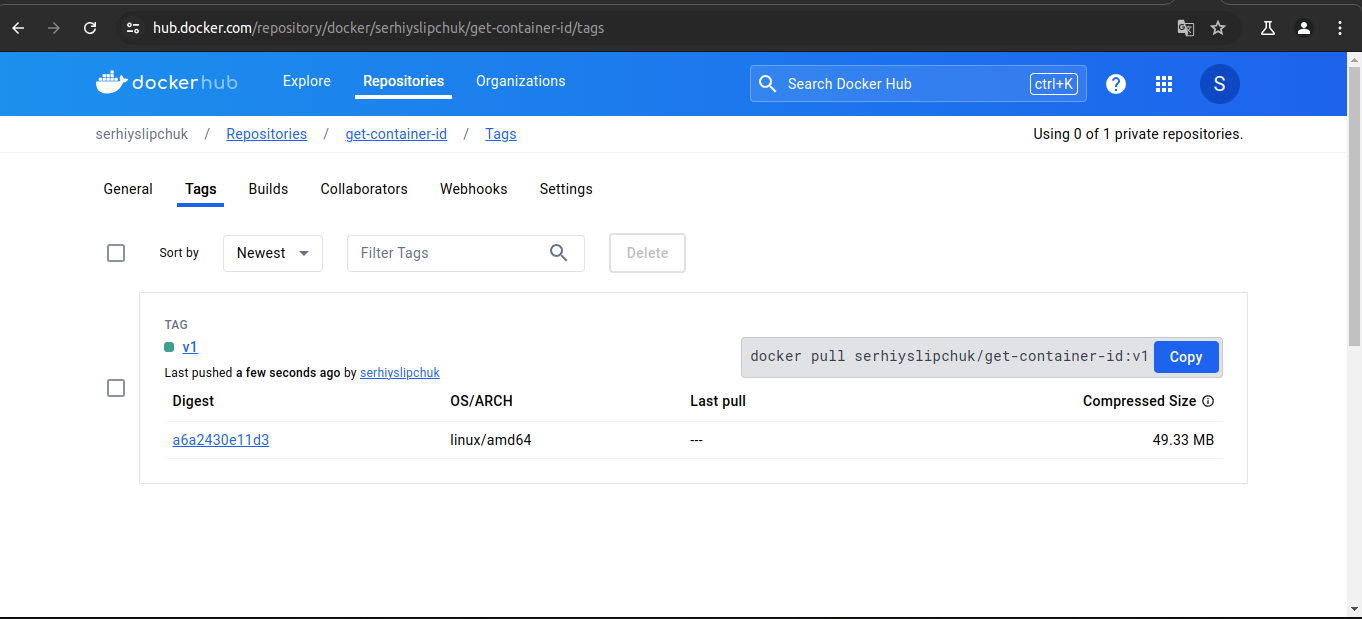 hub.docker.com/repository/docker/serhiyslipchuk/get-container-id/tags
dockerhub Explore Repositories Organizations Search Docker Hub ctrl+K ? S
serhiyslipchuk / Repositories / get-container-id / Tags Using 0 of 1 private repositories.
General Tags Builds Collaborators Webhooks Settings
Sort by Newest Filter Tags Delete
TAG
v1
docker pull serhiyslipchuk/get-container-id:v1 Copy
Last pushed a few seconds ago by serhiyslipchuk
Digest OS/ARCH Last pull Compressed Size
a6a2430e11d3 linux/amd64 --- 49.33 MB